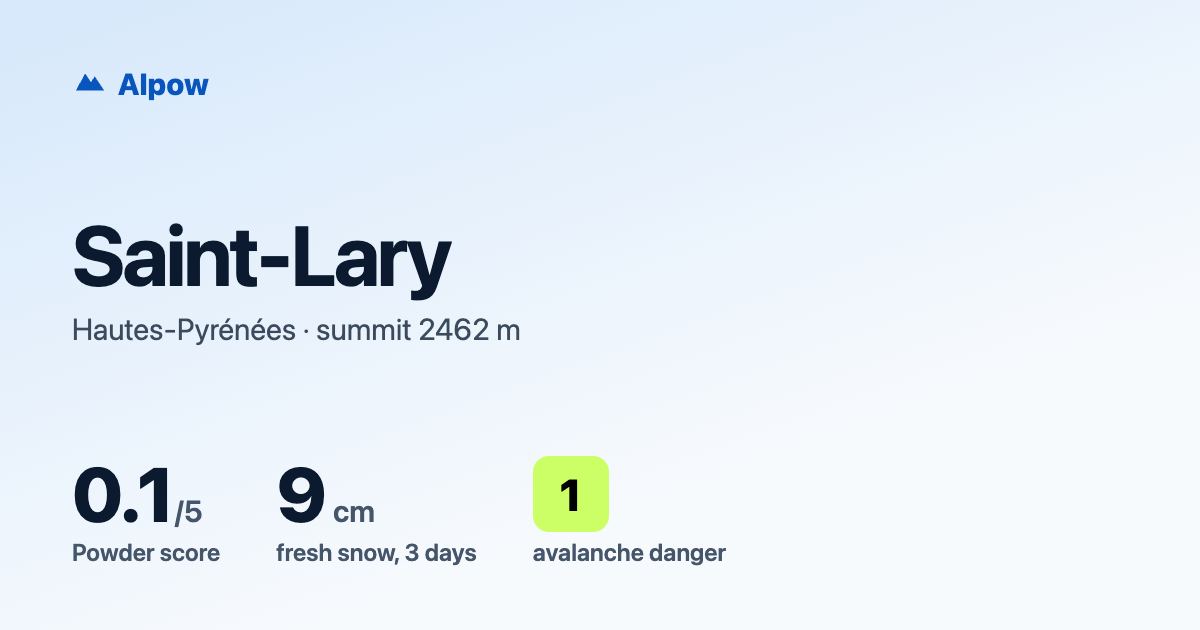 Alpow
Saint-Lary
Hautes-Pyrénées · summit 2462 m
0.1/5
Powder score
9 cm
fresh snow, 3 days
1
avalanche danger